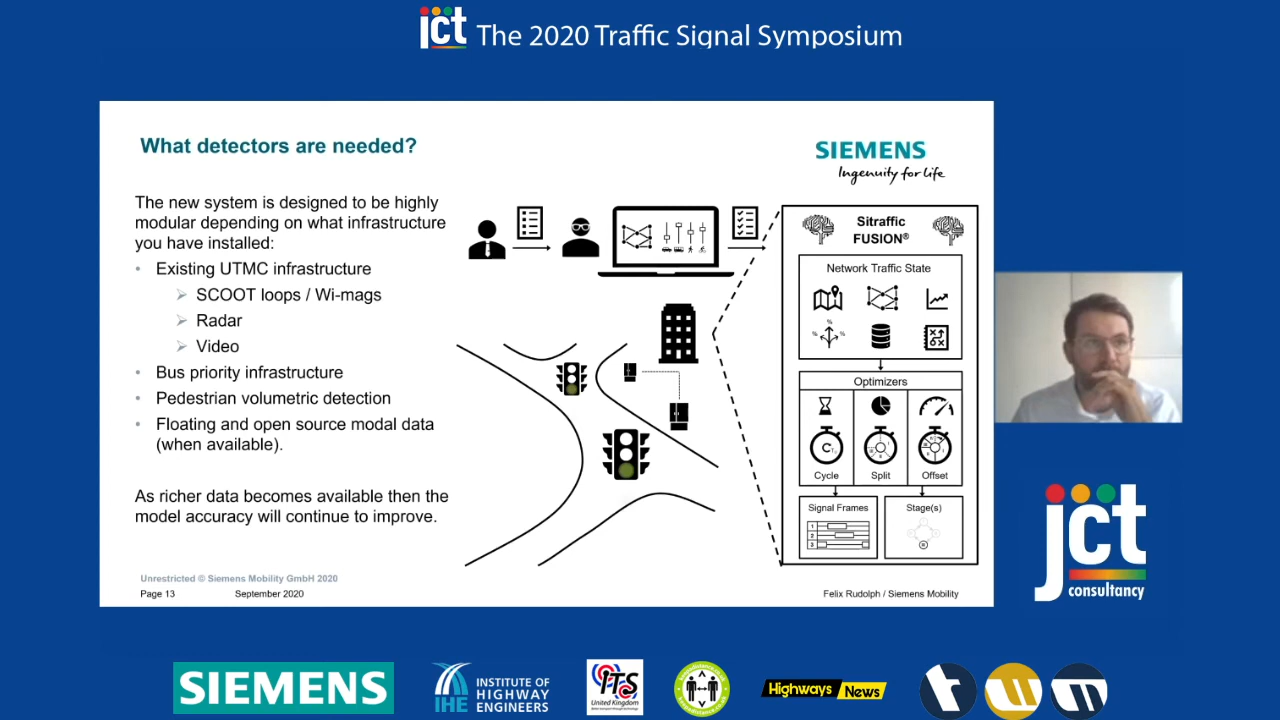 jct The 2020 Traffic Signal Symposium
What detectors are needed?
SIEMENS
Ingenuity for life
The new system is designed to be highly
modular depending on what infrastructure
you have installed:
• Existing UTMC infrastructure
➢ SCOOT loops / Wi-mags
➢ Radar
➢ Video
• Bus priority infrastructure
• Pedestrian volumetric detection
• Floating and open source modal data
(when available).
As richer data becomes available then the
model accuracy will continue to improve.
Sitraffic
FUSION®
Network Traffic State
% % %
Optimizers
Cycle Split Offset
Signal Frames
1
2
3
Stage(s)
Unrestricted © Siemens Mobility GmbH 2020
Page 13 September 2020
Felix Rudolph / Siemens Mobility
jct
consultancy
SIEMENS
IHE
INSTITUTE OF
HIGHWAY
ENGINEERS
ITS
United Kingdom
Highways News